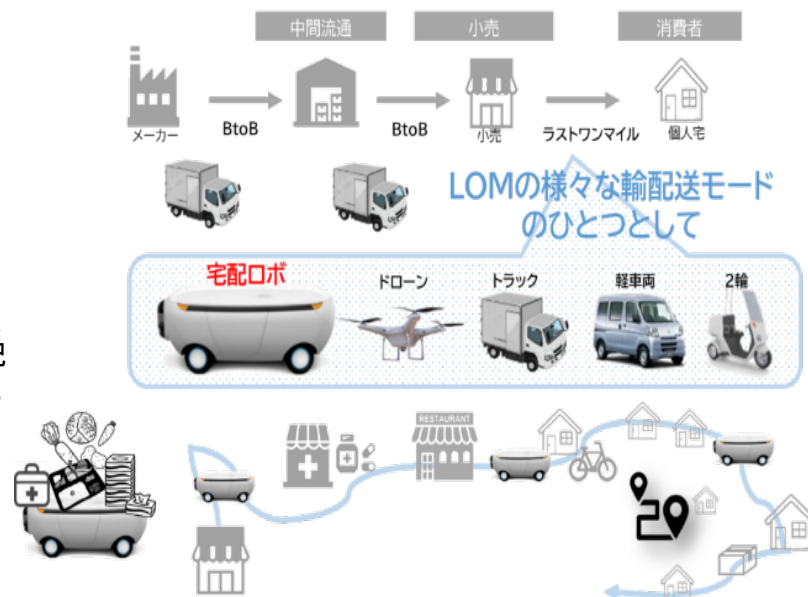 中間流通
小売
消費者
メーカー
BtoB
BtoB
小売
ラストワンマイル
個人宅
LOMの様々な輸配送モード
のひとつとして
宅配ロボ
ドローン
トラック
軽車両
2輪
RESTAURANT